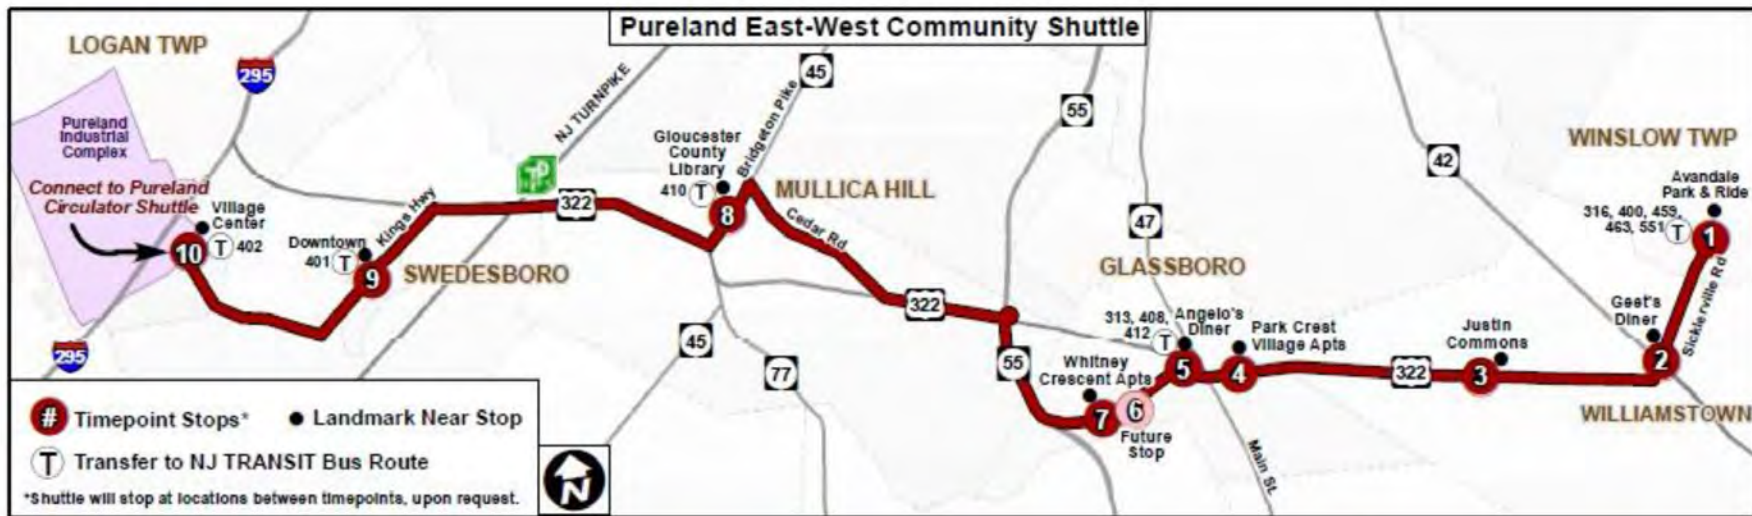 Pureland East-West Community Shuttle
LOGAN TWP
295
Pureland
Industrial
Complex
Connect to Pureland
Circulator Shuttle
Village
Center
10
T 402
Downtown
401 T
9
Kings Hwy
SWEDESBORO
NJ TURNPIKE
322
Gloucester
County
Library
410 T
8
Bridgeton Pike
45
MULLICA HILL
Cedar Rd
322
55
47
GLASSBORO
313, 408,
412 T
Angelo's
Diner
5
Park Crest
Village Apts
4
42
WINSLOW TWP
Avandale
Park & Ride
316, 400, 459,
463, 551 T
1
Sicklerville Rd
Geet's
Diner
2
Justin
Commons
3
322
WILLIAMSTOWN
295
45
77
55
Whitney
Crescent Apts
7
6
Future
Stop
Main St.
# Timepoint Stops*
Landmark Near Stop
T Transfer to NJ TRANSIT Bus Route
*Shuttle will stop at locations between timepoints, upon request.
N